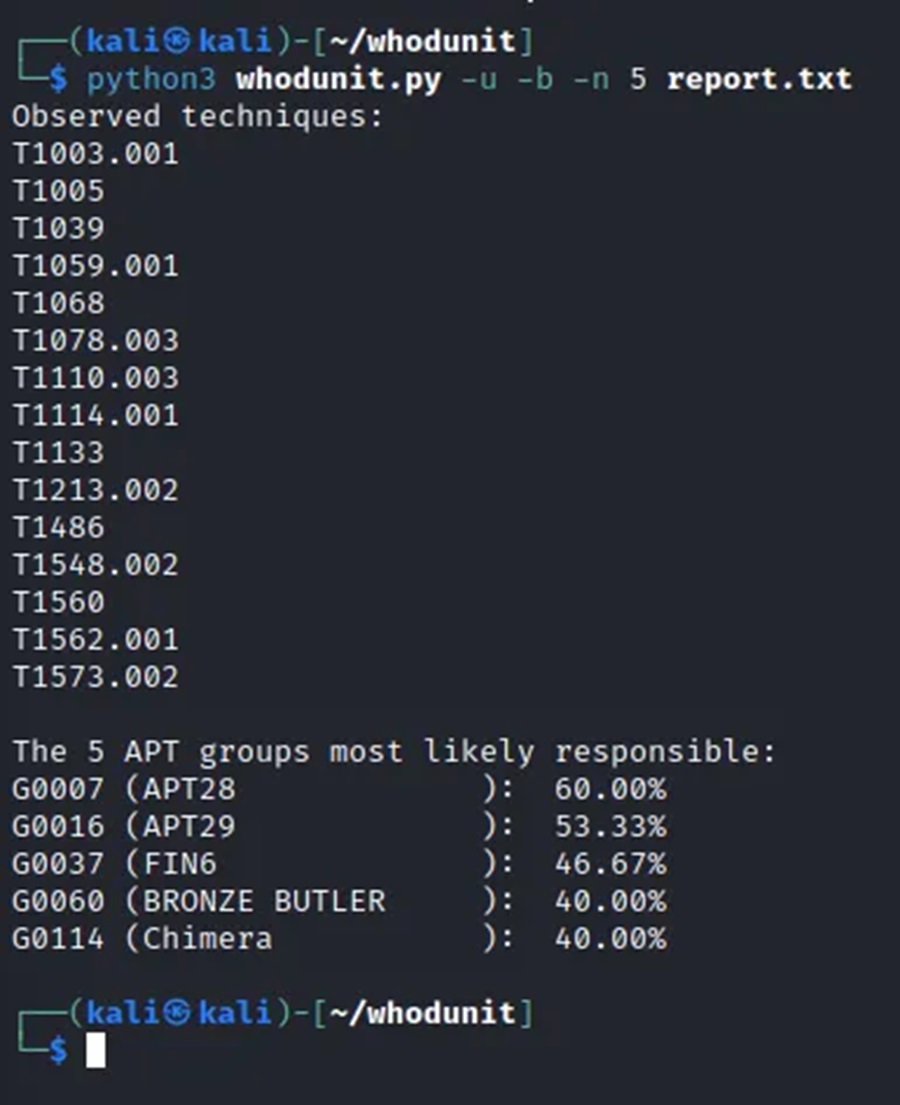 ┌──(kali㉿kali)-[~/whodunit]
└─$ python3 whodunit.py -u -b -n 5 report.txt
Observed techniques:
T1003.001
T1005
T1039
T1059.001
T1068
T1078.003
T1110.003
T1114.001
T1133
T1213.002
T1486
T1548.002
T1560
T1562.001
T1573.002
The 5 APT groups most likely responsible:
G0007 (APT28             ):  60.00%
G0016 (APT29             ):  53.33%
G0037 (FIN6              ):  46.67%
G0060 (BRONZE BUTLER     ):  40.00%
G0114 (Chimera           ):  40.00%
┌──(kali㉿kali)-[~/whodunit]
└─$